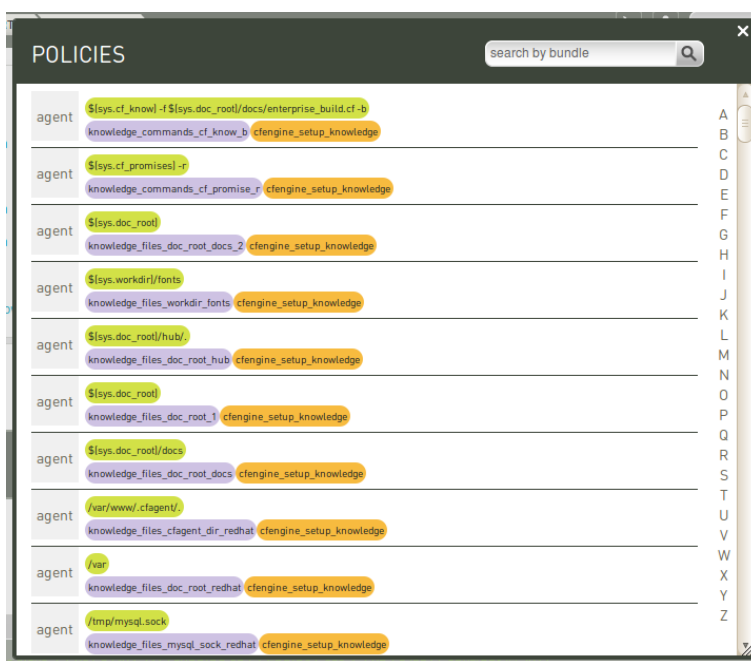 POLICIES
search by bundle
agent
$[sys.cf_know] -f $[sys.doc_root]/docs/enterprise_build.cf -b
knowledge_commands_cf_know_b cfengine_setup_knowledge
agent
$[sys.cf_promises] -r
knowledge_commands_cf_promise_r cfengine_setup_knowledge
agent
$[sys.doc_root]
knowledge_files_doc_root_docs_2 cfengine_setup_knowledge
agent
$[sys.workdir]/fonts
knowledge_files_workdir_fonts cfengine_setup_knowledge
agent
$[sys.doc_root]/hub/.
knowledge_files_doc_root_hub cfengine_setup_knowledge
agent
$[sys.doc_root]
knowledge_files_doc_root_1 cfengine_setup_knowledge
agent
$[sys.doc_root]/docs
knowledge_files_doc_root_docs cfengine_setup_knowledge
agent
/var/www/.cfagent/.
knowledge_files_cfagent_dir_redhat cfengine_setup_knowledge
agent
/var
knowledge_files_doc_root_redhat cfengine_setup_knowledge
agent
/tmp/mysql.sock
knowledge_files_mysql_sock_redhat cfengine_setup_knowledge
A
B
C
D
E
F
G
H
I
J
K
L
M
N
O
P
Q
R
S
T
U
V
W
X
Y
Z